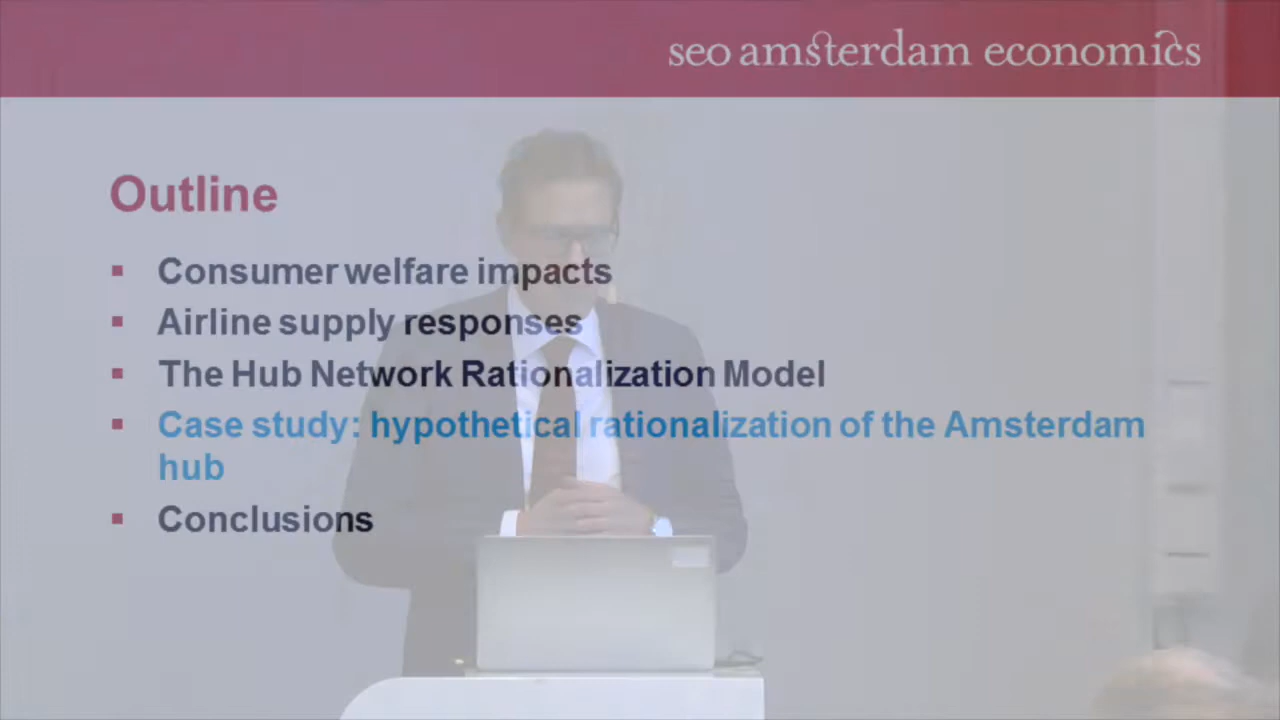 seo amsterdam economics
Outline
▪ Consumer welfare impacts
▪ Airline supply responses
▪ The Hub Network Rationalization Model
▪ Case study: hypothetical rationalization of the Amsterdam
hub
▪ Conclusions